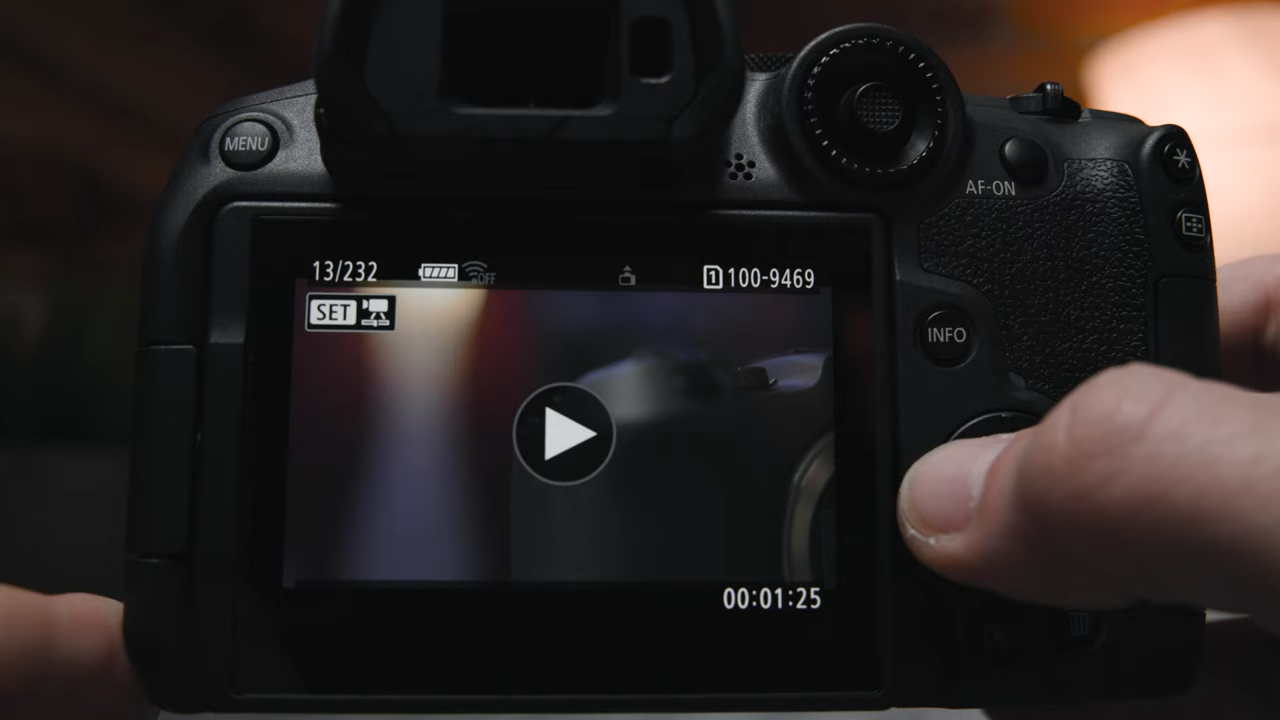 MENU
AF-ON
13/232
OFF
1 100-9469
SET
INFO
00:01:25